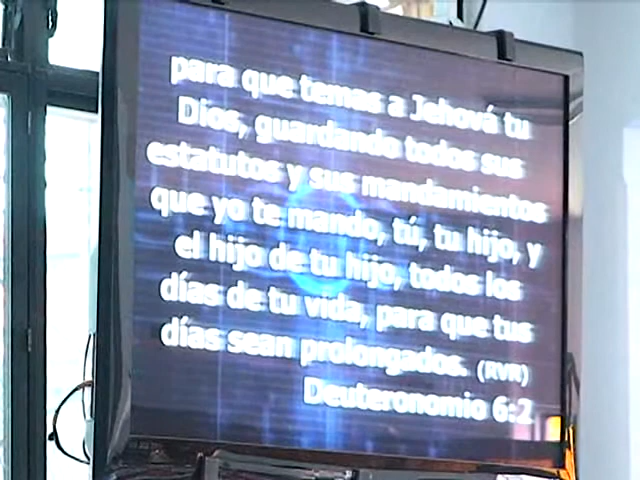 para que temas a Jehová tu
Dios, guardando todos sus
estatutos y sus mandamientos
que yo te mando, tú, tu hijo, y
el hijo de tu hijo, todos los
días de tu vida, para que tus
días sean prolongados. (RVR)
Deuteronomio 6:2